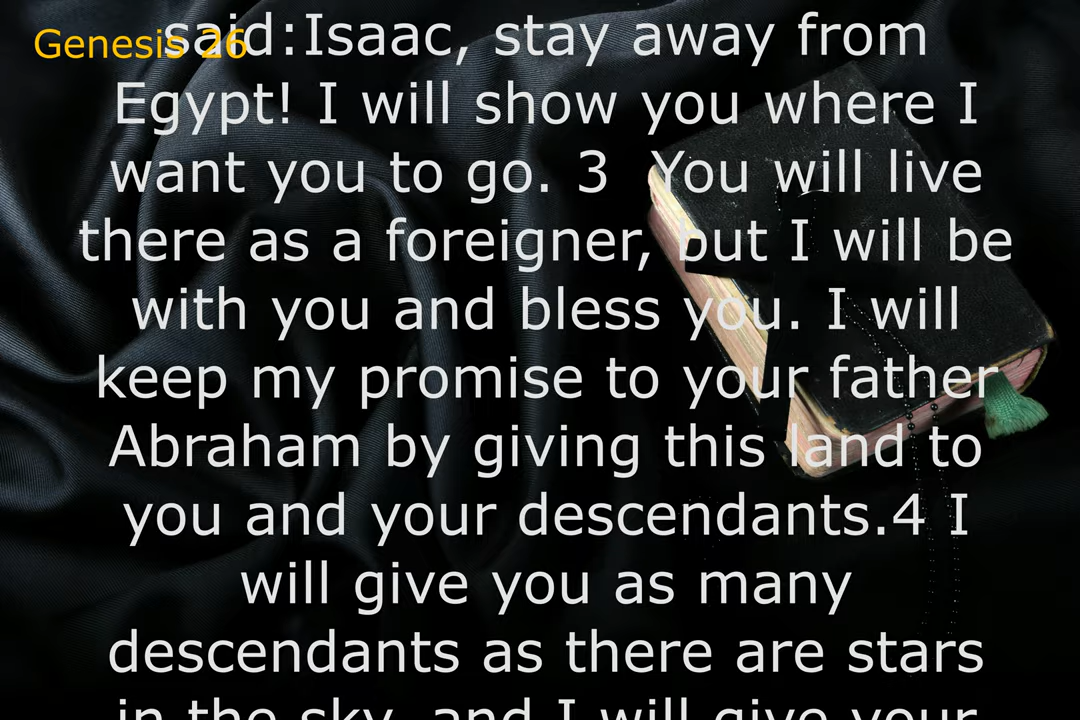 Genesis 26
said:Isaac, stay away from
Egypt! I will show you where I
want you to go. 3 You will live
there as a foreigner, but I will be
with you and bless you. I will
keep my promise to your father
Abraham by giving this land to
you and your descendants.4 I
will give you as many
descendants as there are stars
in the sky, and I will give your